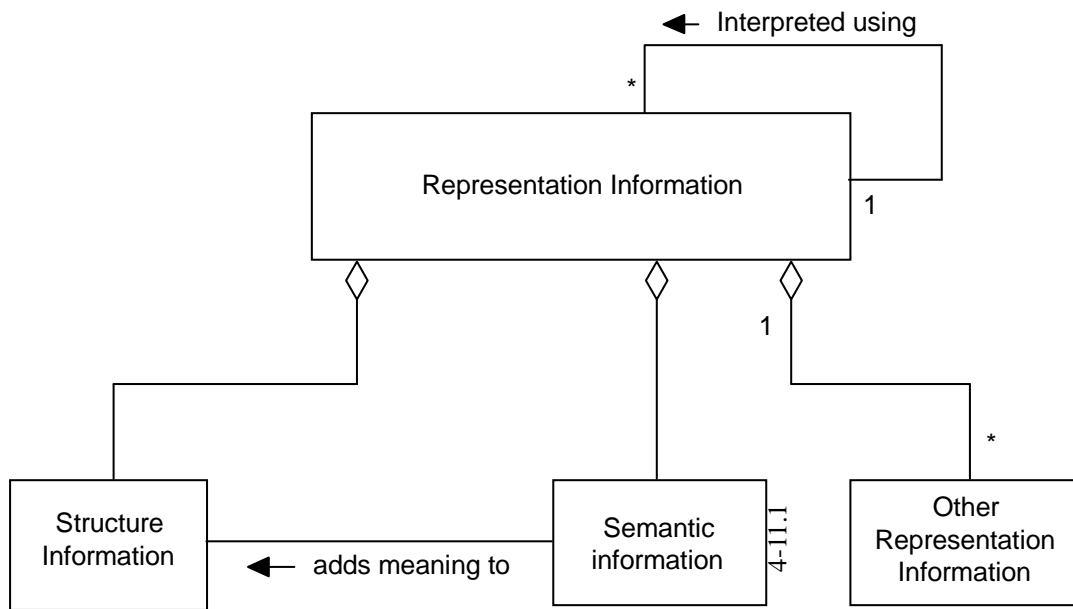 Interpreted using
*
Representation Information
1
1
*
Structure
Information
adds meaning to
Semantic
information
4-11.1
Other
Representation
Information